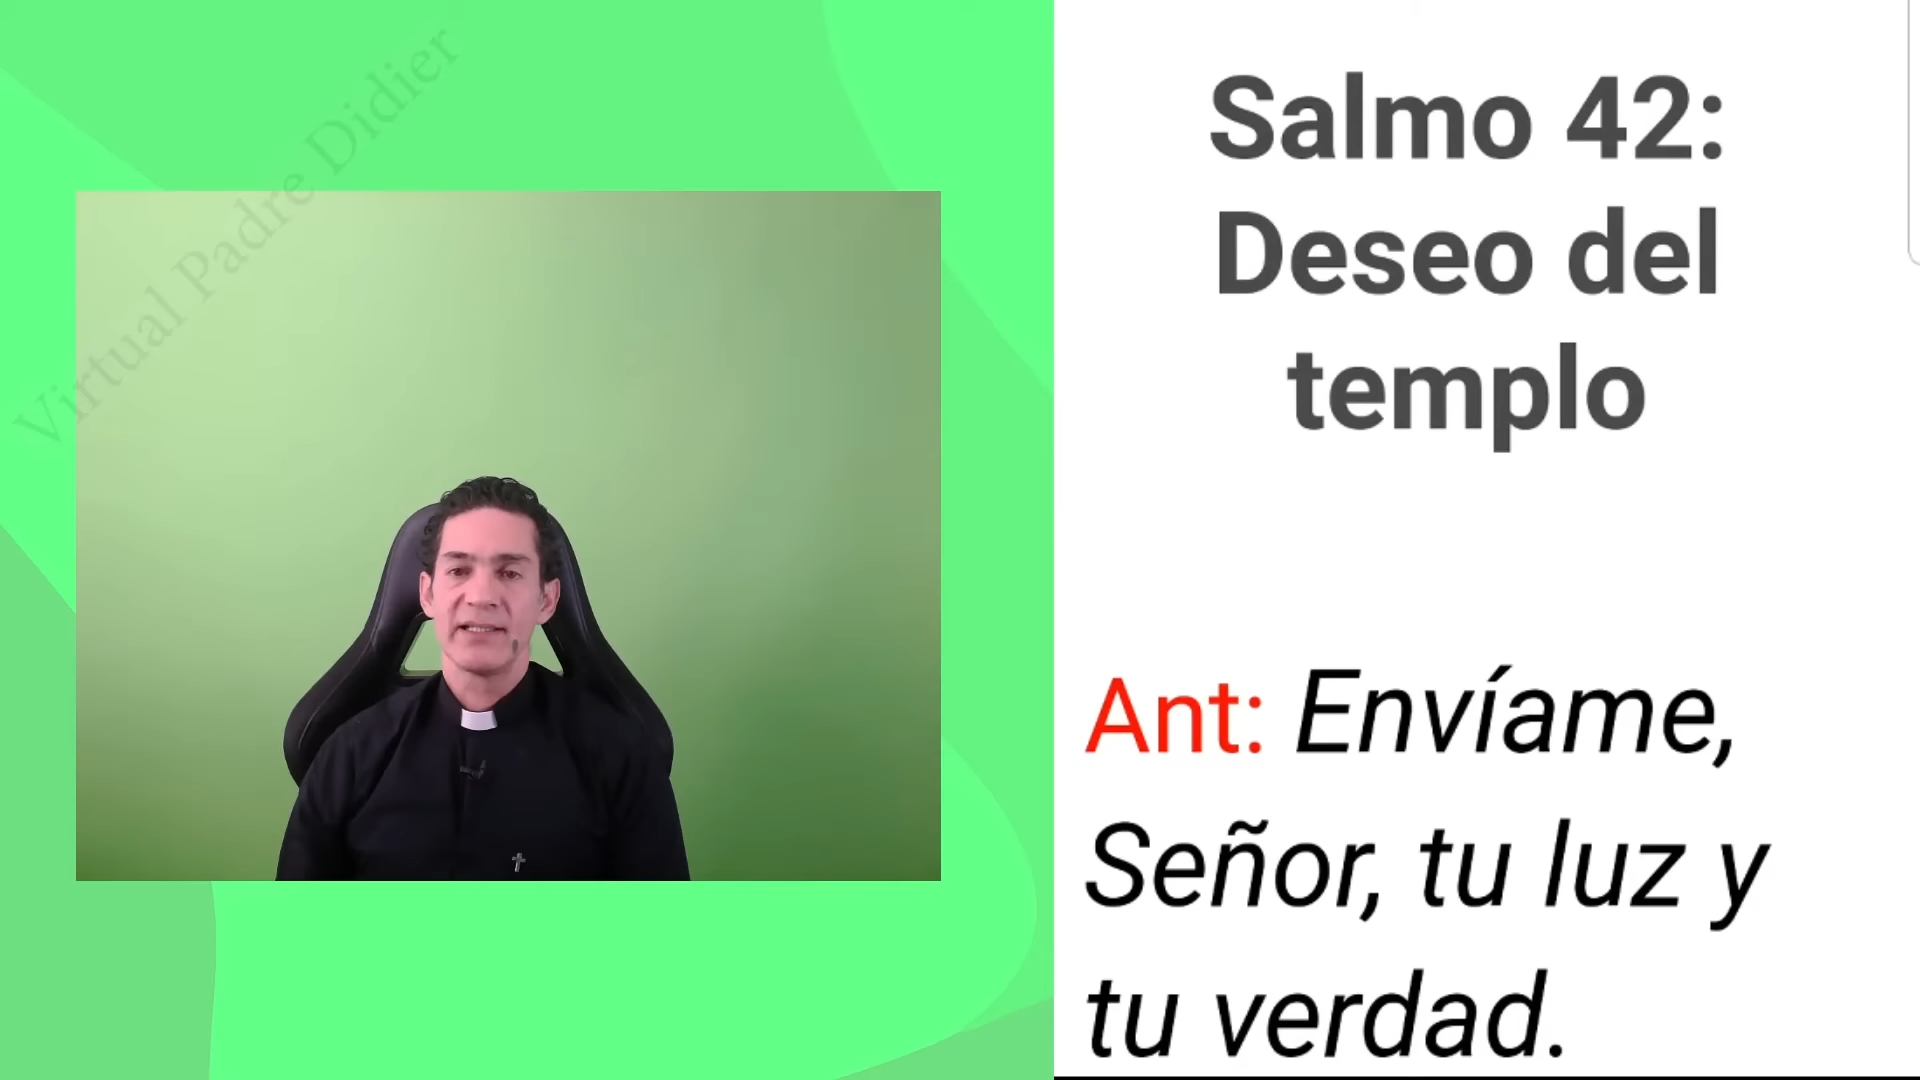 Virtual Padre Didier
Salmo 42:
Deseo del
templo
Ant: Envíame,
Señor, tu luz y
tu verdad.